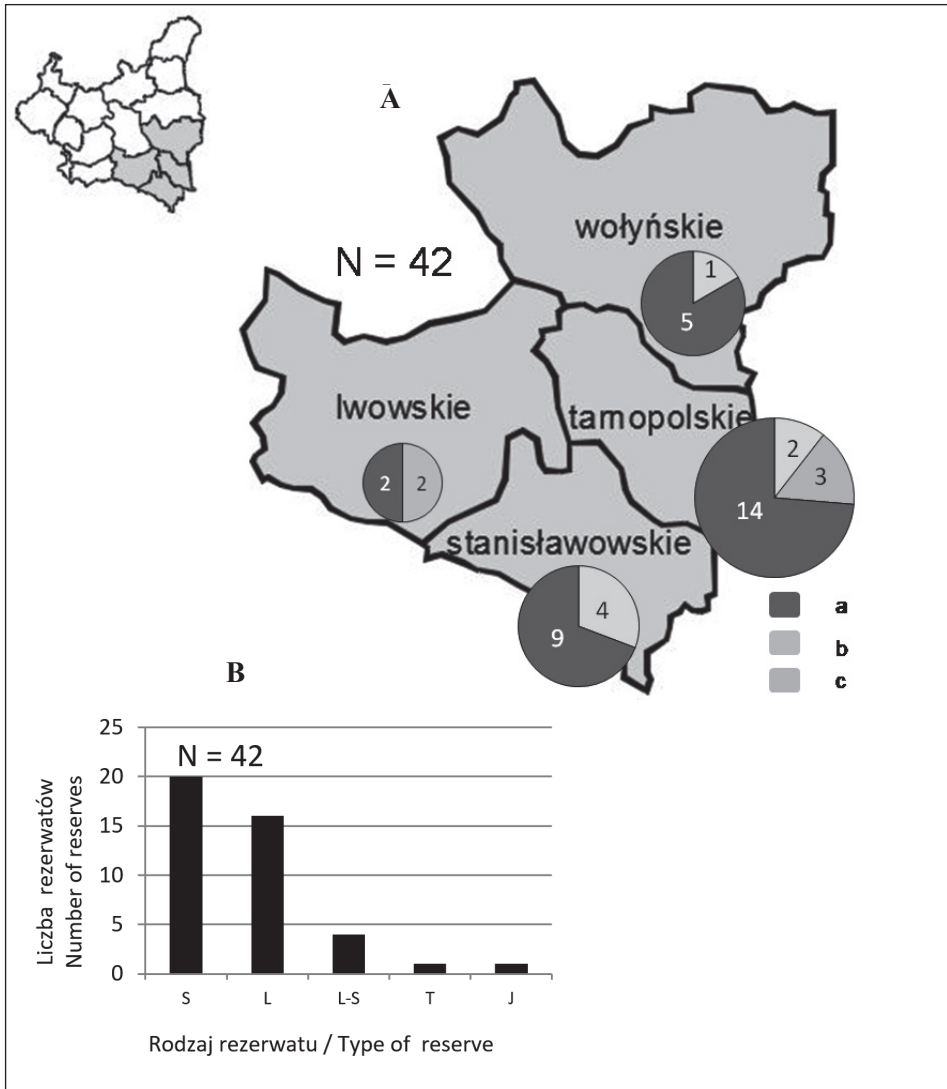 A
wołyńskie
N = 42
1
5
lwowskie
tarnopolskie
2
2
2
3
14
stanisławowskie
4
9
a
b
c
B
25
20
15
10
5
0
N = 42
Liczba rezerwatów
Number of reserves
S L L-S T J
Rodzaj rezerwatu / Type of reserve